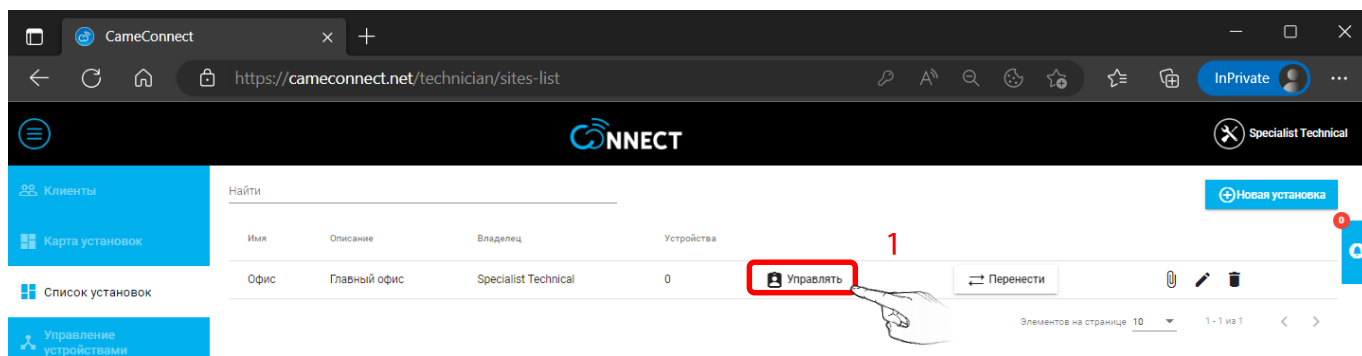 CameConnect
https://cameconnect.net/technician/sites-list
InPrivate
CONNECT
Specialist Technical
Клиенты
Карта установок
Список установок
Управление
устройствами
Найти
Новая установка
0
Имя Описание Владелец Устройства
1
Офис Главный офис Specialist Technical 0 Управлять Перенести
Элементов на странице 10 1 - 1 из 1